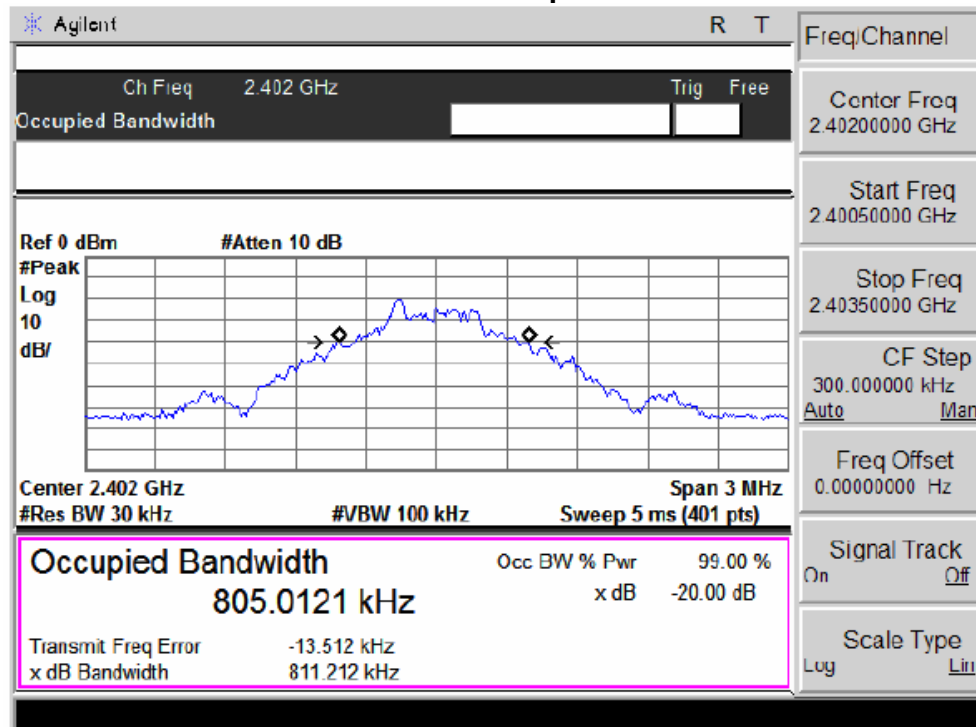 Agilent R T
Freq/Channel
Ch Freq 2.402 GHz Trig Free
Occupied Bandwidth
Center Freq
2.40200000 GHz
Start Freq
2.40050000 GHz
Ref 0 dBm #Atten 10 dB
#Peak
Log
10
dB/
Stop Freq
2.40350000 GHz
CF Step
300.000000 kHz
Auto Man
Freq Offset
0.00000000 Hz
Center 2.402 GHz Span 3 MHz
#Res BW 30 kHz #VBW 100 kHz Sweep 5 ms (401 pts)
Occupied Bandwidth Occ BW % Pwr 99.00 %
805.0121 kHz x dB -20.00 dB
Transmit Freq Error -13.512 kHz
x dB Bandwidth 811.212 kHz
Signal Track
On Off
Scale Type
Log Lin